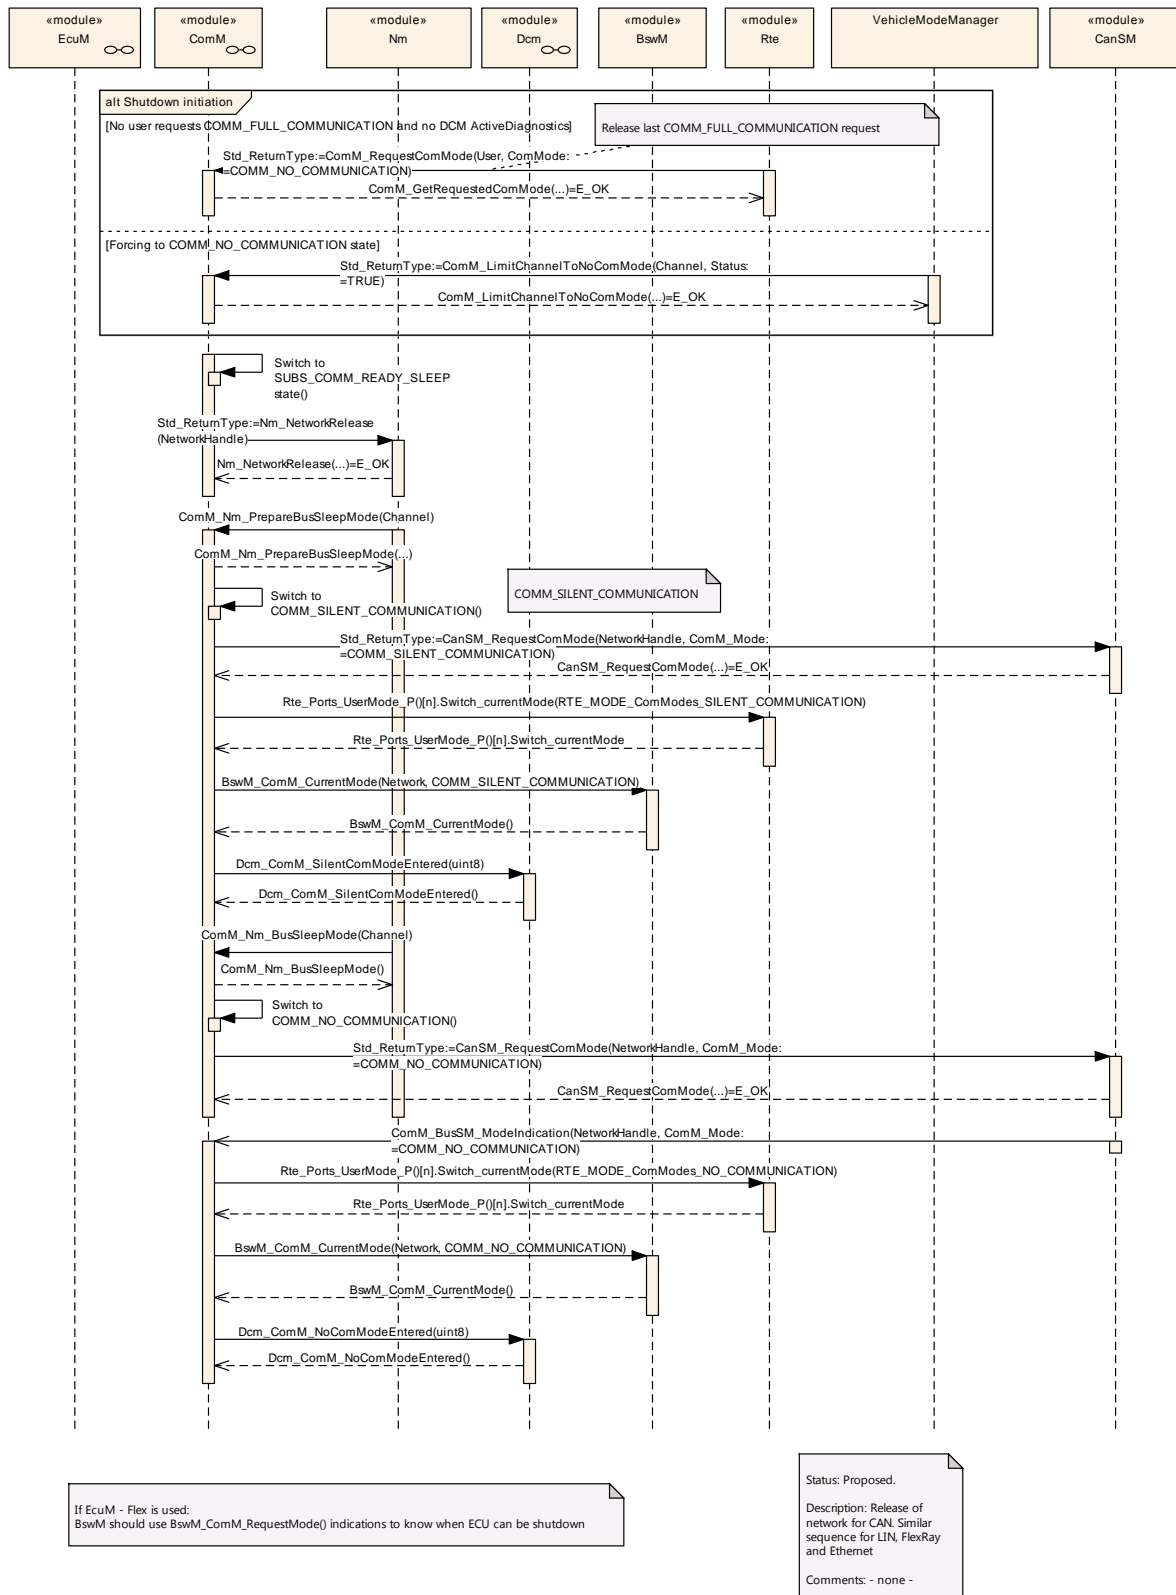 «module»
EcuM
«module»
ComM
«module»
Nm
«module»
Dcm
«module»
BswM
«module»
Rte
VehicleModeManager
«module»
CanSM
alt Shutdown initiation
[No user requests COMM_FULL_COMMUNICATION and no DCM ActiveDiagnostics]
Release last COMM_FULL_COMMUNICATION request
Std_ReturnType:=ComM_RequestComMode(User, ComMode:
=COMM_NO_COMMUNICATION)
ComM_GetRequestedComMode(...)=E_OK
[Forcing to COMM_NO_COMMUNICATION state]
Std_ReturnType:=ComM_LimitChannelToNoComMode(Channel, Status:
=TRUE)
ComM_LimitChannelToNoComMode(...)=E_OK
Switch to
SUBS_COMM_READY_SLEEP
state()
Std_ReturnType:=Nm_NetworkRelease
(NetworkHandle)
Nm_NetworkRelease(...)=E_OK
ComM_Nm_PrepareBusSleepMode(Channel)
ComM_Nm_PrepareBusSleepMode(...)
Switch to
COMM_SILENT_COMMUNICATION()
COMM_SILENT_COMMUNICATION
Std_ReturnType:=CanSM_RequestComMode(NetworkHandle, ComM_Mode:
=COMM_SILENT_COMMUNICATION)
CanSM_RequestComMode(...)=E_OK
Rte_Ports_UserMode_P()[n].Switch_currentMode(RTE_MODE_ComModes_SILENT_COMMUNICATION)
Rte_Ports_UserMode_P()[n].Switch_currentMode
BswM_ComM_CurrentMode(Network, COMM_SILENT_COMMUNICATION)
BswM_ComM_CurrentMode()
Dcm_ComM_SilentComModeEntered(uint8)
Dcm_ComM_SilentComModeEntered()
ComM_Nm_BusSleepMode(Channel)
ComM_Nm_BusSleepMode()
Switch to
COMM_NO_COMMUNICATION()
Std_ReturnType:=CanSM_RequestComMode(NetworkHandle, ComM_Mode:
=COMM_NO_COMMUNICATION)
CanSM_RequestComMode(...)=E_OK
ComM_BusSM_ModeIndication(NetworkHandle, ComM_Mode:
=COMM_NO_COMMUNICATION)
Rte_Ports_UserMode_P()[n].Switch_currentMode(RTE_MODE_ComModes_NO_COMMUNICATION)
Rte_Ports_UserMode_P()[n].Switch_currentMode
BswM_ComM_CurrentMode(Network, COMM_NO_COMMUNICATION)
BswM_ComM_CurrentMode()
Dcm_ComM_NoComModeEntered(uint8)
Dcm_ComM_NoComModeEntered()
If EcuM - Flex is used:
BswM should use BswM_ComM_RequestMode() indications to know when ECU can be shutdown
Status: Proposed.
Description: Release of
network for CAN. Similar
sequence for LIN, FlexRay
and Ethernet
Comments: - none -